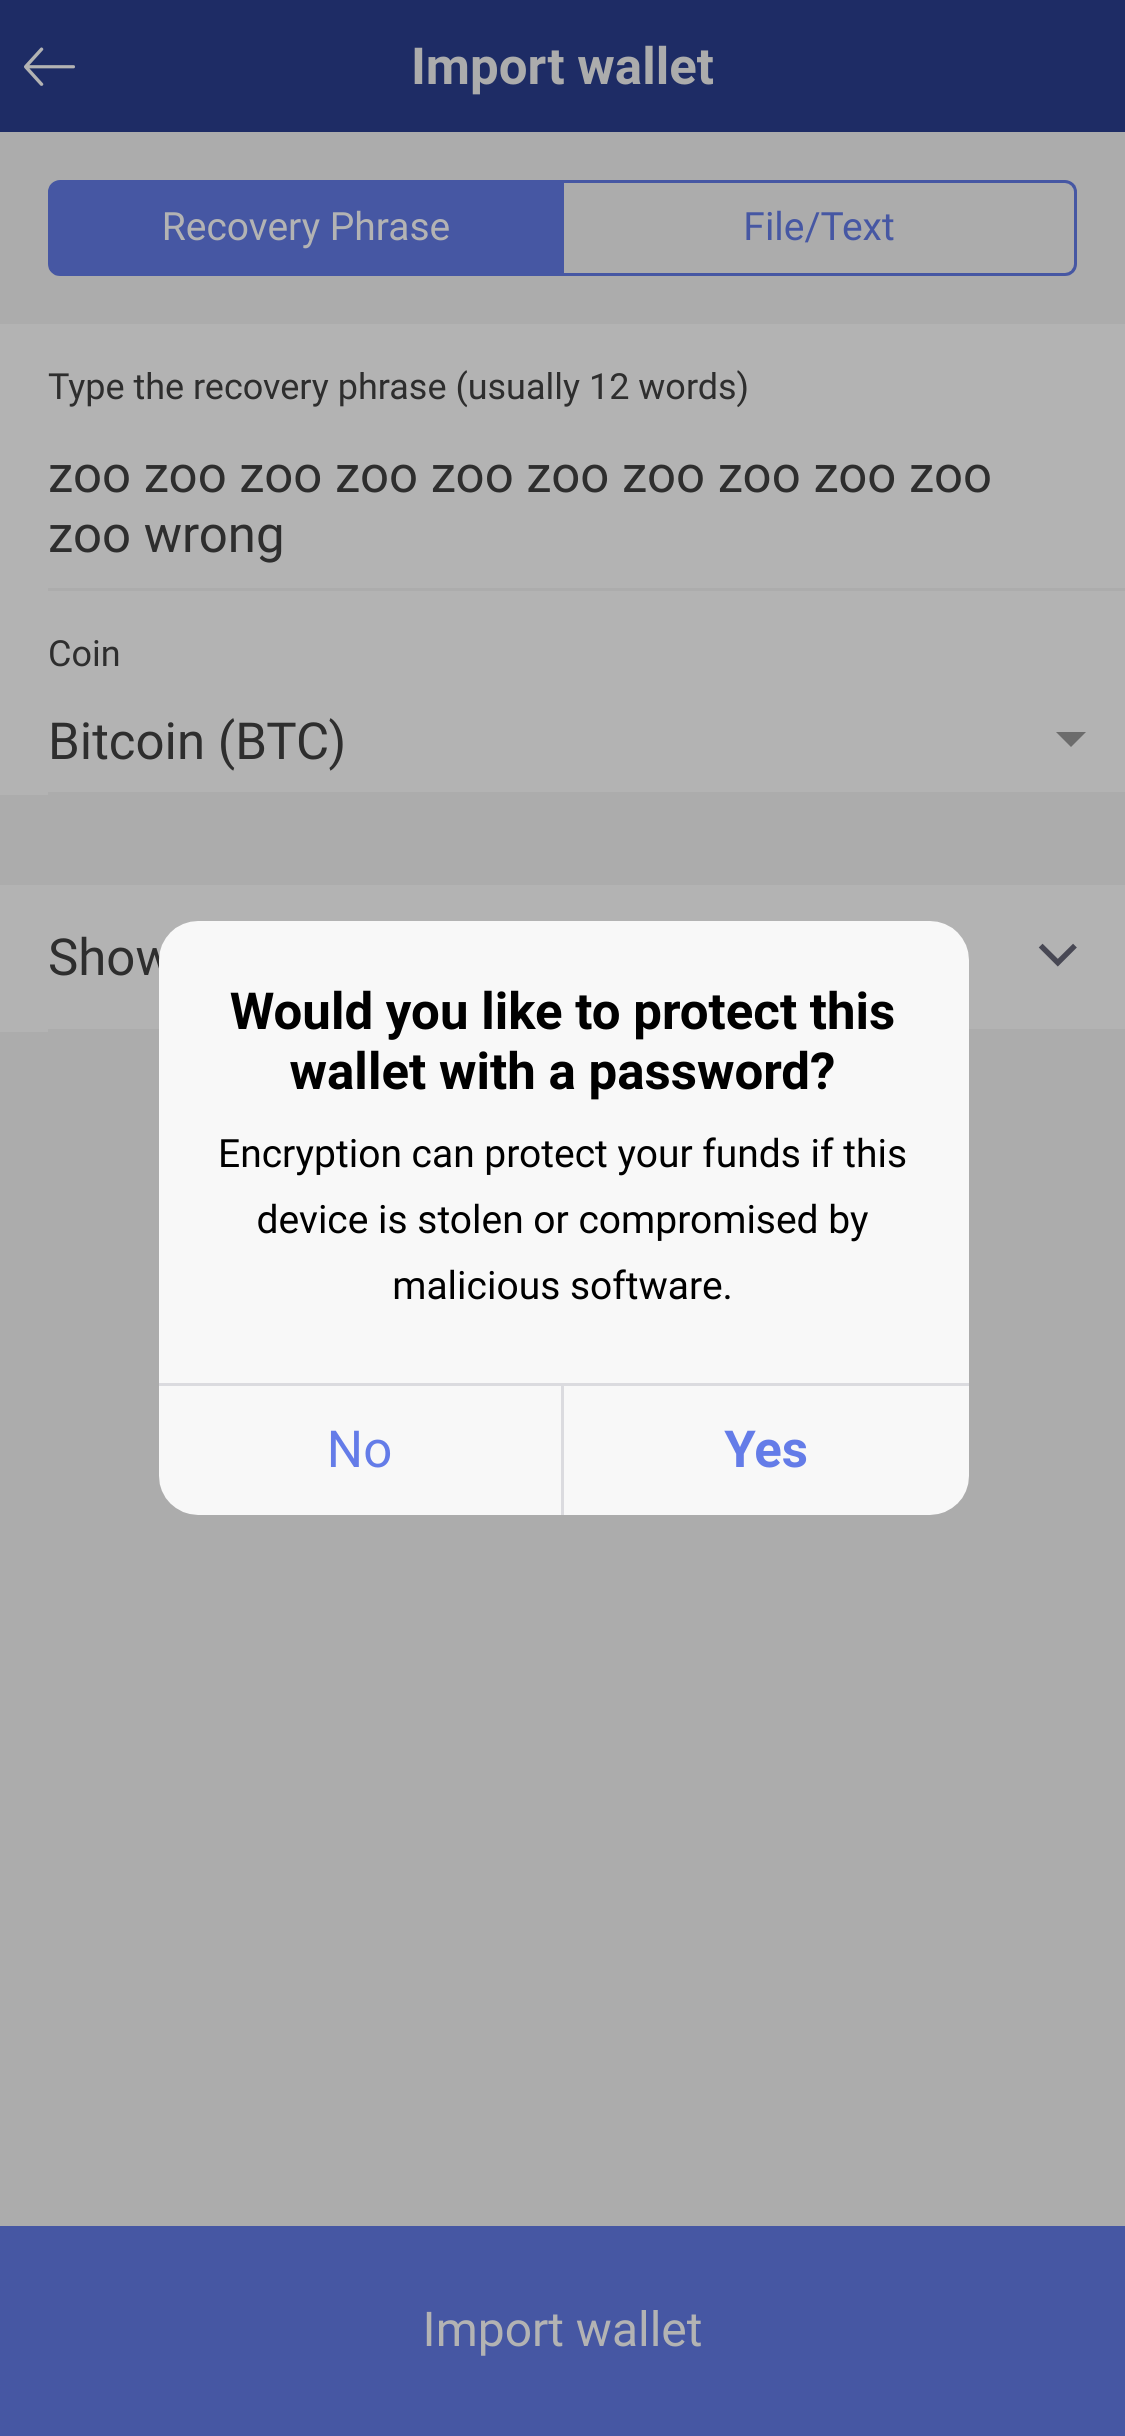 Import wallet
Recovery Phrase
File/Text
Type the recovery phrase (usually 12 words)
zoo zoo zoo zoo zoo zoo zoo zoo zoo zoo
zoo wrong
Coin
Bitcoin (BTC)
Show
Would you like to protect this
wallet with a password?
Encryption can protect your funds if this
device is stolen or compromised by
malicious software.
No
Yes
Import wallet